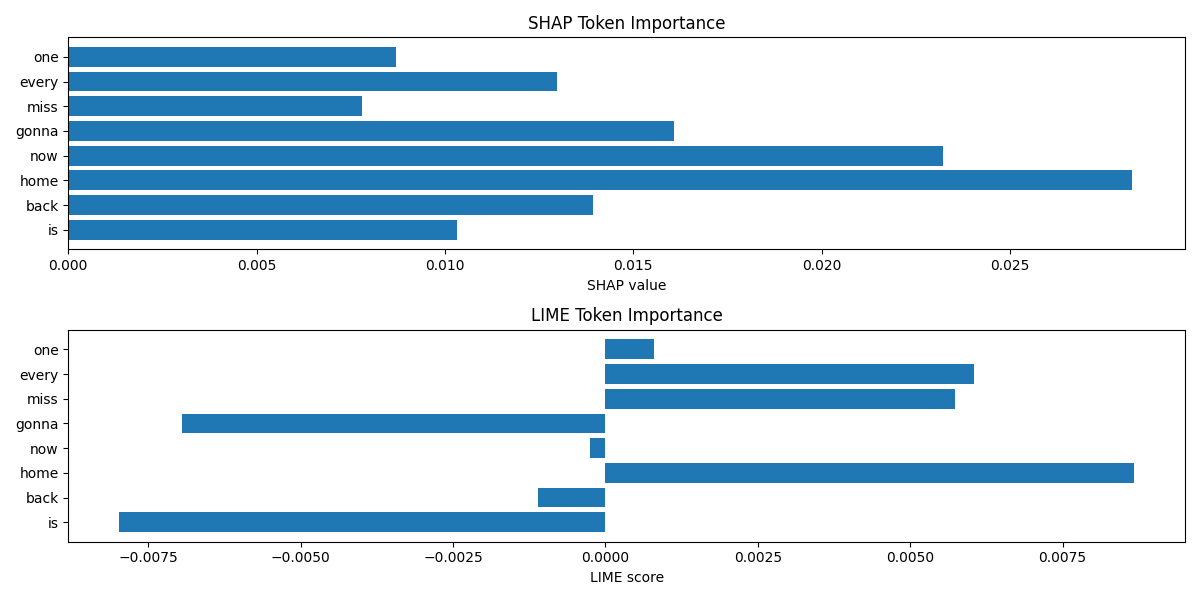 SHAP Token Importance
one
every
miss
gonna
now
home
back
is
0.000 0.005 0.010 0.015 0.020 0.025
SHAP value
LIME Token Importance
one
every
miss
gonna
now
home
back
is
−0.0075 −0.0050 −0.0025 0.0000 0.0025 0.0050 0.0075
LIME score